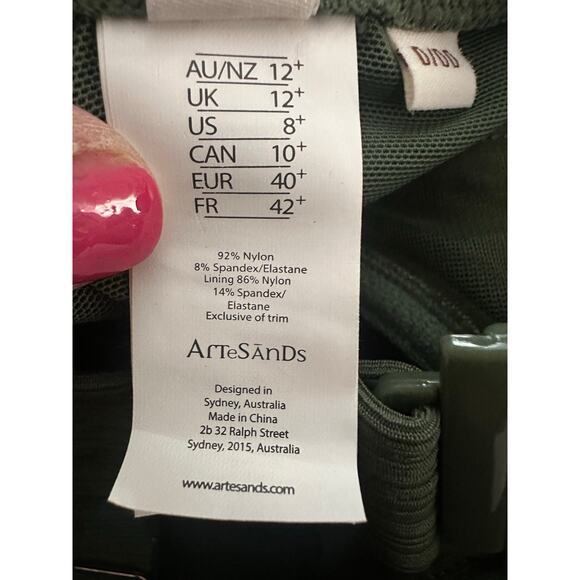 AU/NZ 12+
UK 12+
US 8+
CAN 10+
EUR 40+
FR 42+
92% Nylon
8% Spandex/Elastane
Lining 86% Nylon
14% Spandex/
Elastane
Exclusive of trim
ARTeSĀNDs
Designed in
Sydney, Australia
Made in China
2b 32 Ralph Street
Sydney, 2015, Australia
www.artesands.com
D/DD